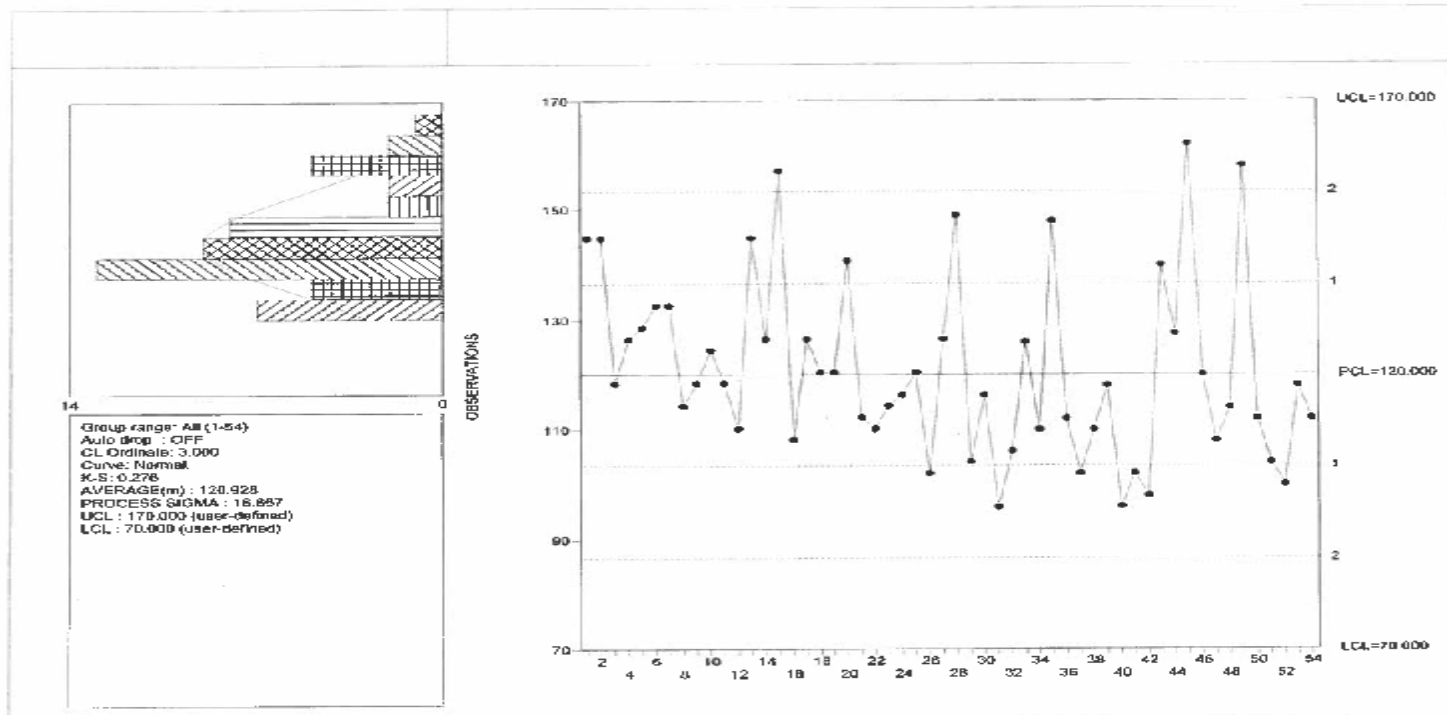 14
0
Group range: All (1-54)
Auto drop : OFF
CL Ordinate: 3.000
Curve: Normal
K-S: 0.276
AVERAGE(m) : 120.928
PROCESS SIGMA : 16.667
UCL : 170.000 (user-defined)
LCL : 70.000 (user-defined)
OBSERVATIONS
170
150
130
110
90
70
UCL=170.000
2
1
PCL=120.000
1
2
LCL=70.000
2 6 10 14 18 22 26 30 34 38 42 46 50 54
4 8 12 16 20 24 28 32 36 40 44 48 52